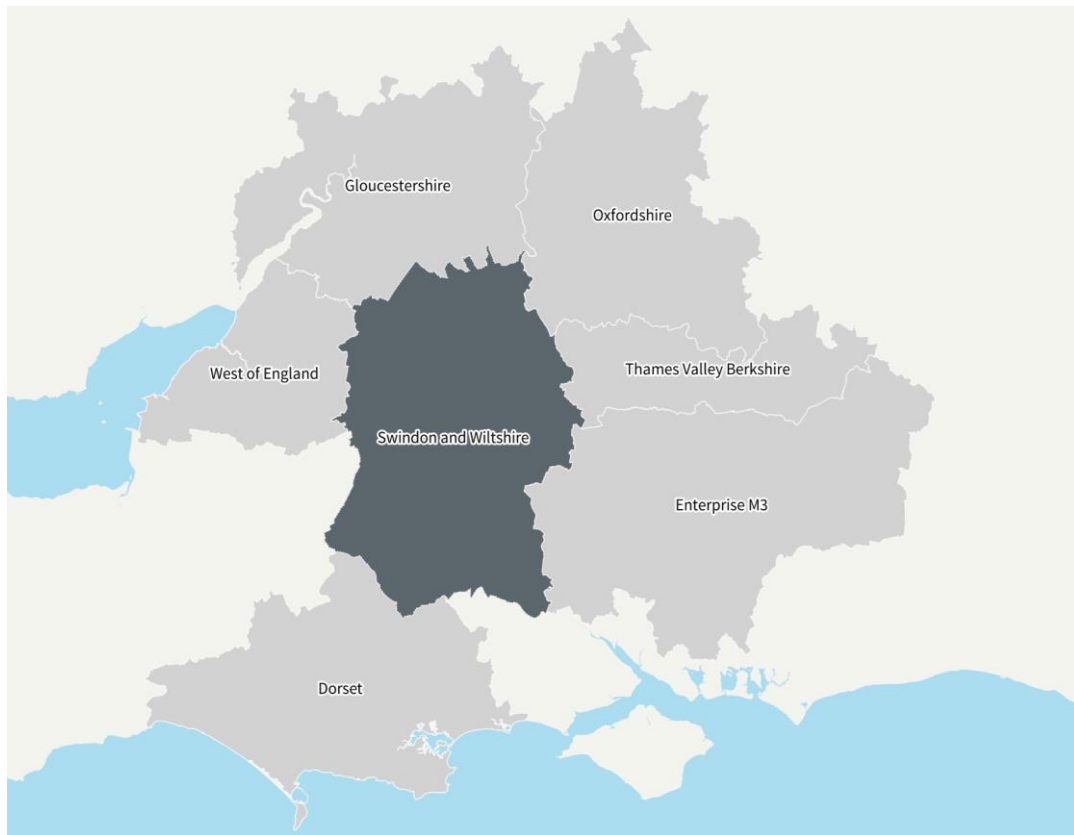 Gloucestershire
Oxfordshire
West of England
Thames Valley Berkshire
Swindon and Wiltshire
Enterprise M3
Dorset